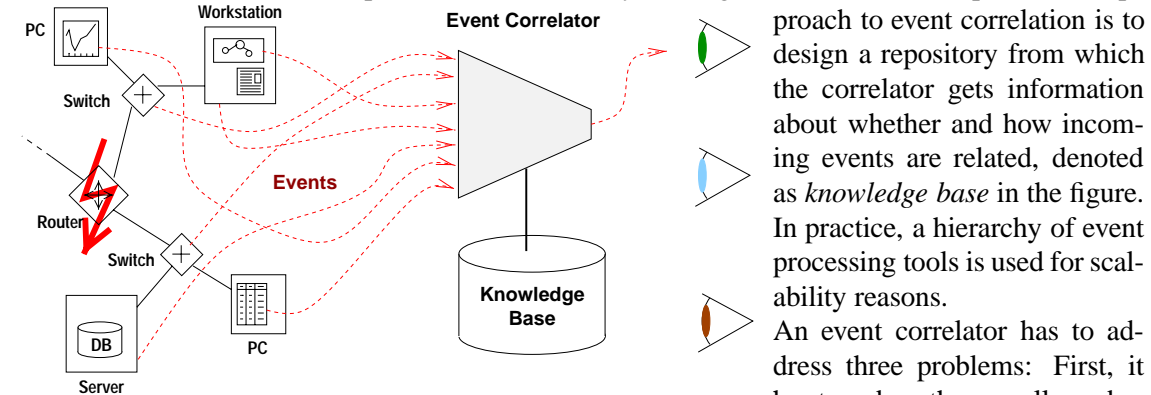 Workstation
PC
Event Correlator
Switch
Events
Router
Switch
Knowledge
Base
DB
PC
Server
proach to event correlation is to
design a repository from which
the correlator gets information
about whether and how incom-
ing events are related, denoted
as knowledge base in the figure.
In practice, a hierarchy of event
processing tools is used for scal-
ability reasons.
An event correlator has to ad-
dress three problems: First, it